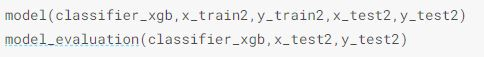 model(classifier_xgb,x_train2,y_train2,x_test2,y_test2)
model_evaluation(classifier_xgb,x_test2,y_test2)